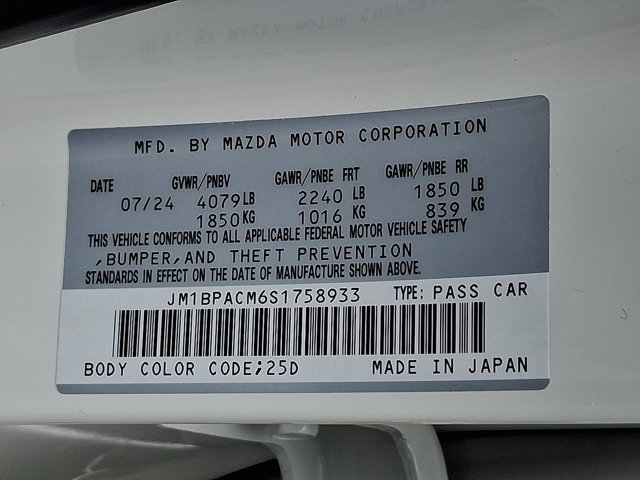 MFD. BY MAZDA MOTOR CORPORATION
DATE GVWR/PNBV GAWR/PNBE FRT GAWR/PNBE RR
07/24 4079LB 2240 LB 1850 LB
1850KG 1016 KG 839 KG
THIS VEHICLE CONFORMS TO ALL APPLICABLE FEDERAL MOTOR VEHICLE SAFETY
,BUMPER,AND THEFT PREVENTION
STANDARDS IN EFFECT ON THE DATE OF MANUFACTURE SHOWN ABOVE.
JM1BPACM6S1758933 TYPE: PASS CAR
BODY COLOR CODE;25D MADE IN JAPAN